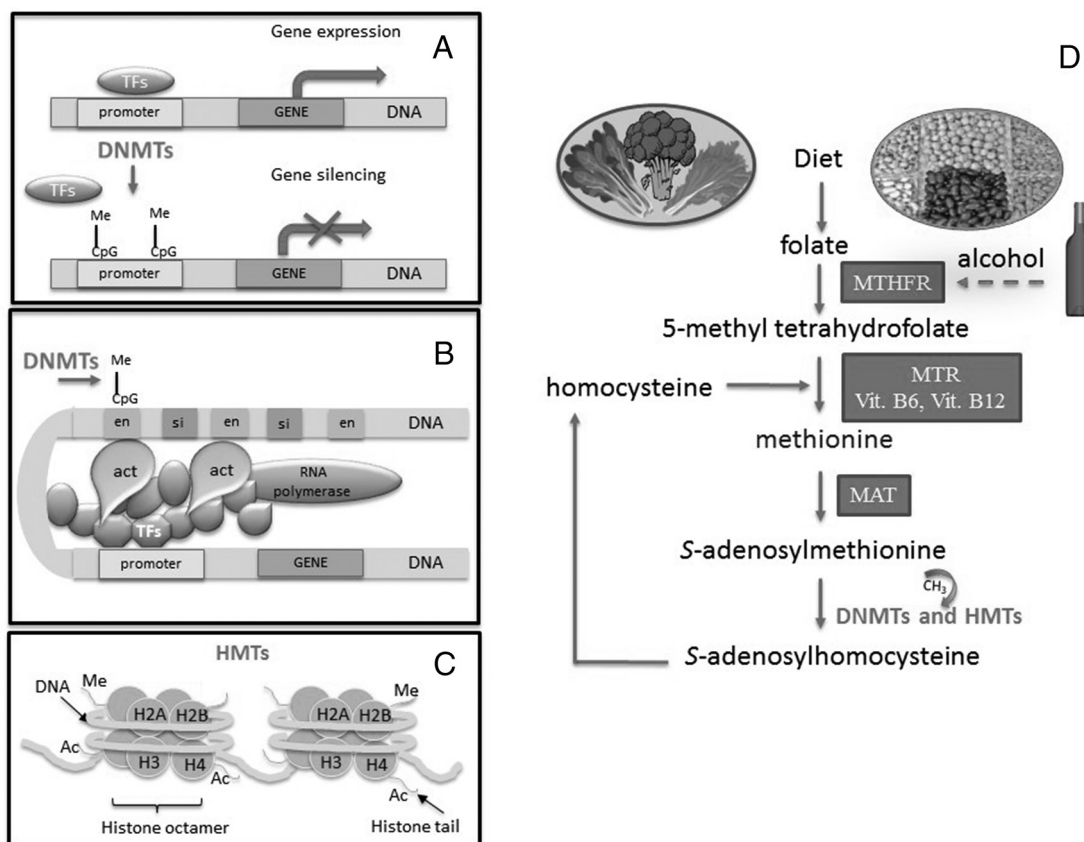 A
Gene expression
TFs
promoter GENE DNA
DNMTs
Gene silencing
TFs
Me Me
CpG CpG
promoter GENE DNA
B
DNMTs Me
CpG
en si en si en DNA
act act RNA
polymerase
TFs
promoter GENE DNA
C
HMTs
DNA Me Me
H2A H2B H2A H2B
Ac H3 H4 H3 H4
Ac Ac
Histone octamer Histone tail
D
Diet
folate
alcohol
MTHFR
5-methyl tetrahydrofolate
homocysteine
MTR
Vit. B6, Vit. B12
methionine
MAT
S-adenosylmethionine
CH3
DNMTs and HMTs
S-adenosylhomocysteine